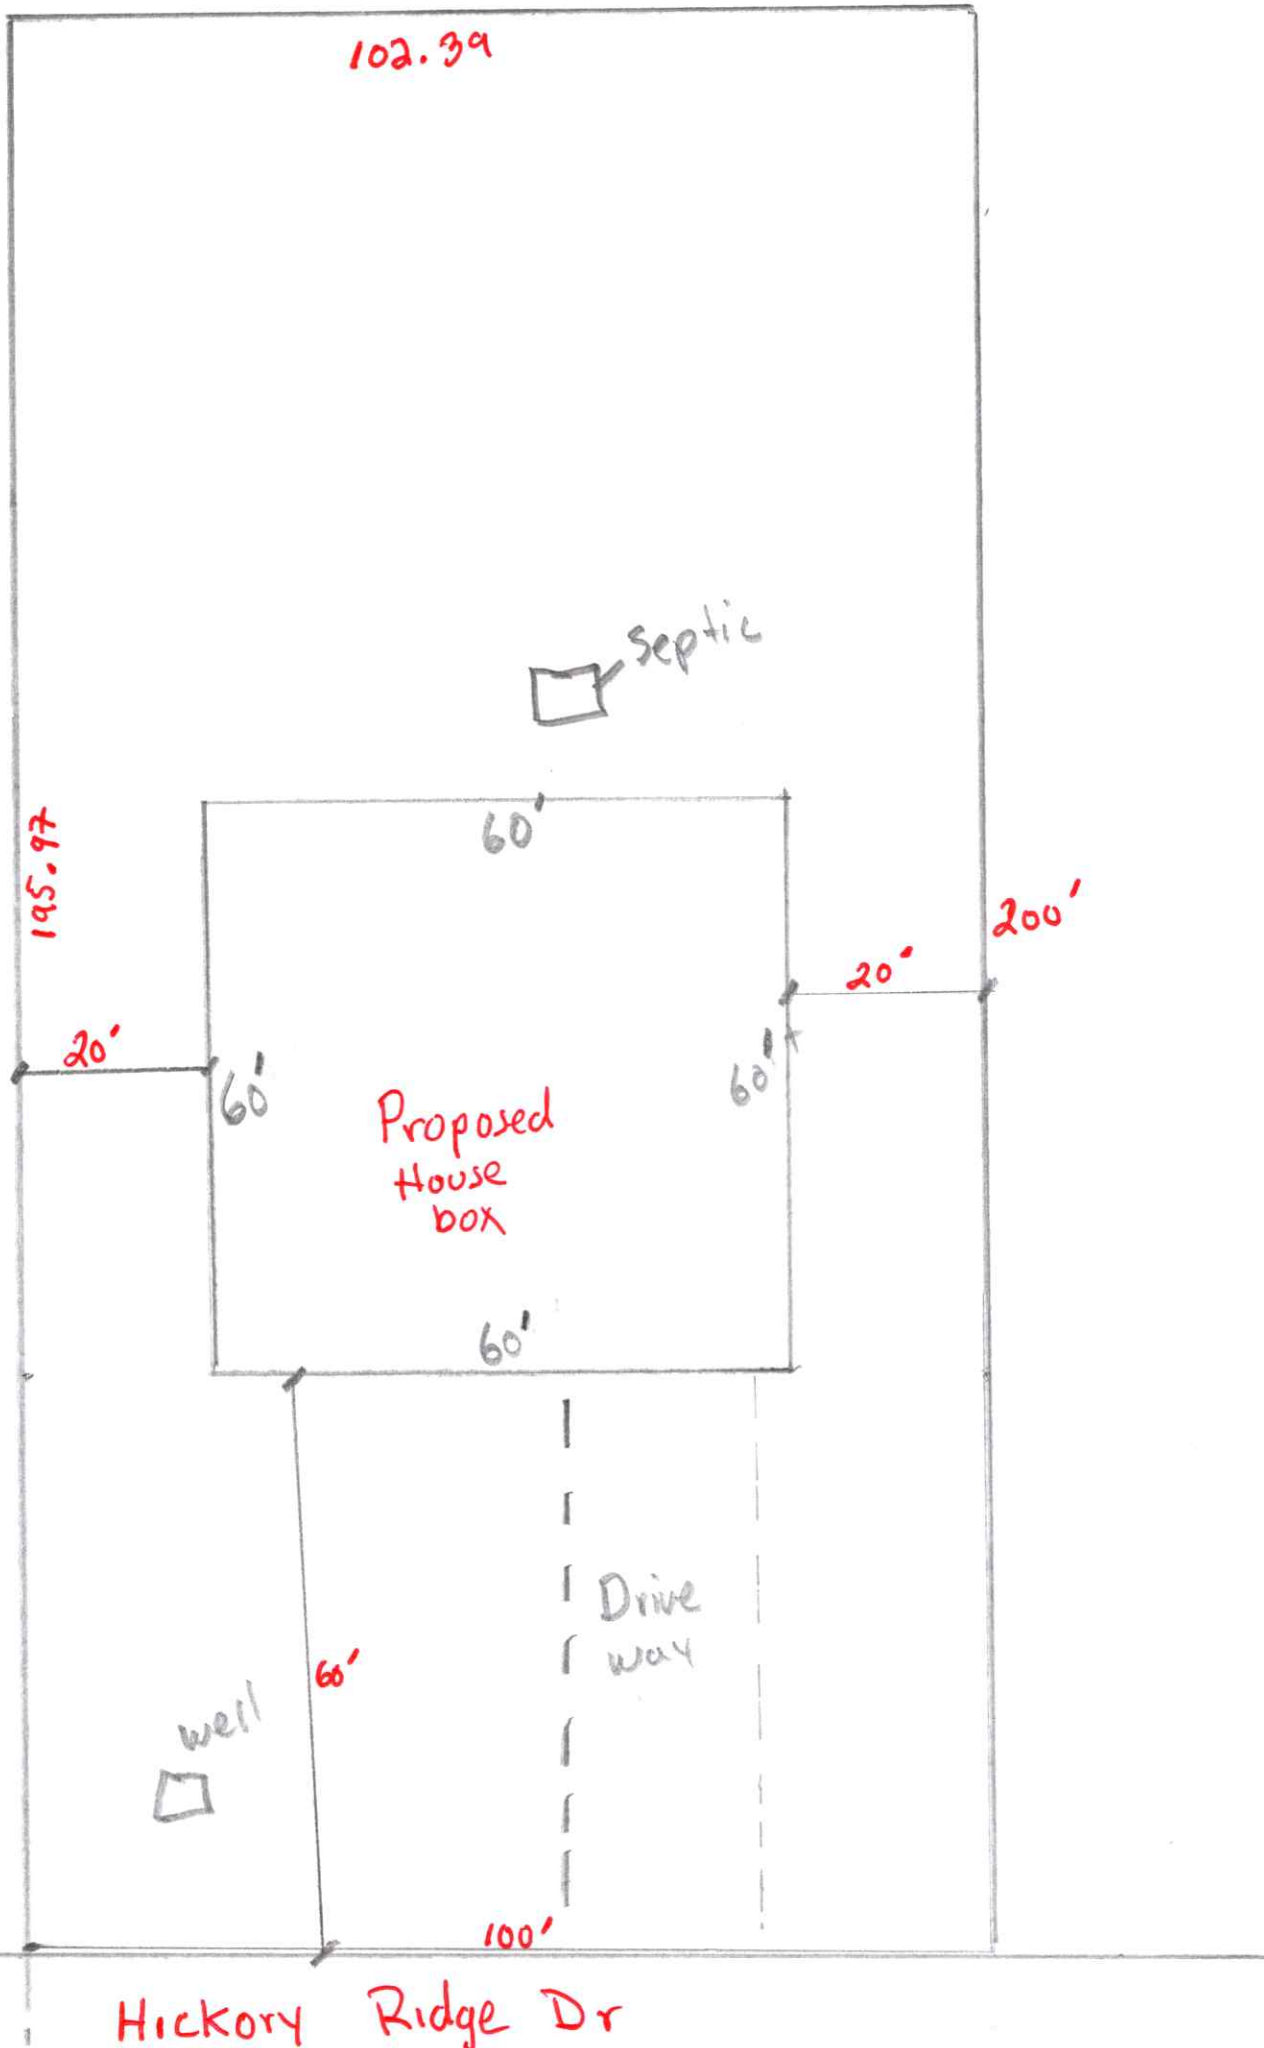 102.39
Septic
60'
195.97
200'
20'
20'
60'
60'
Proposed
House
box
60'
Drive
way
60'
well
100'
Hickory Ridge Dr